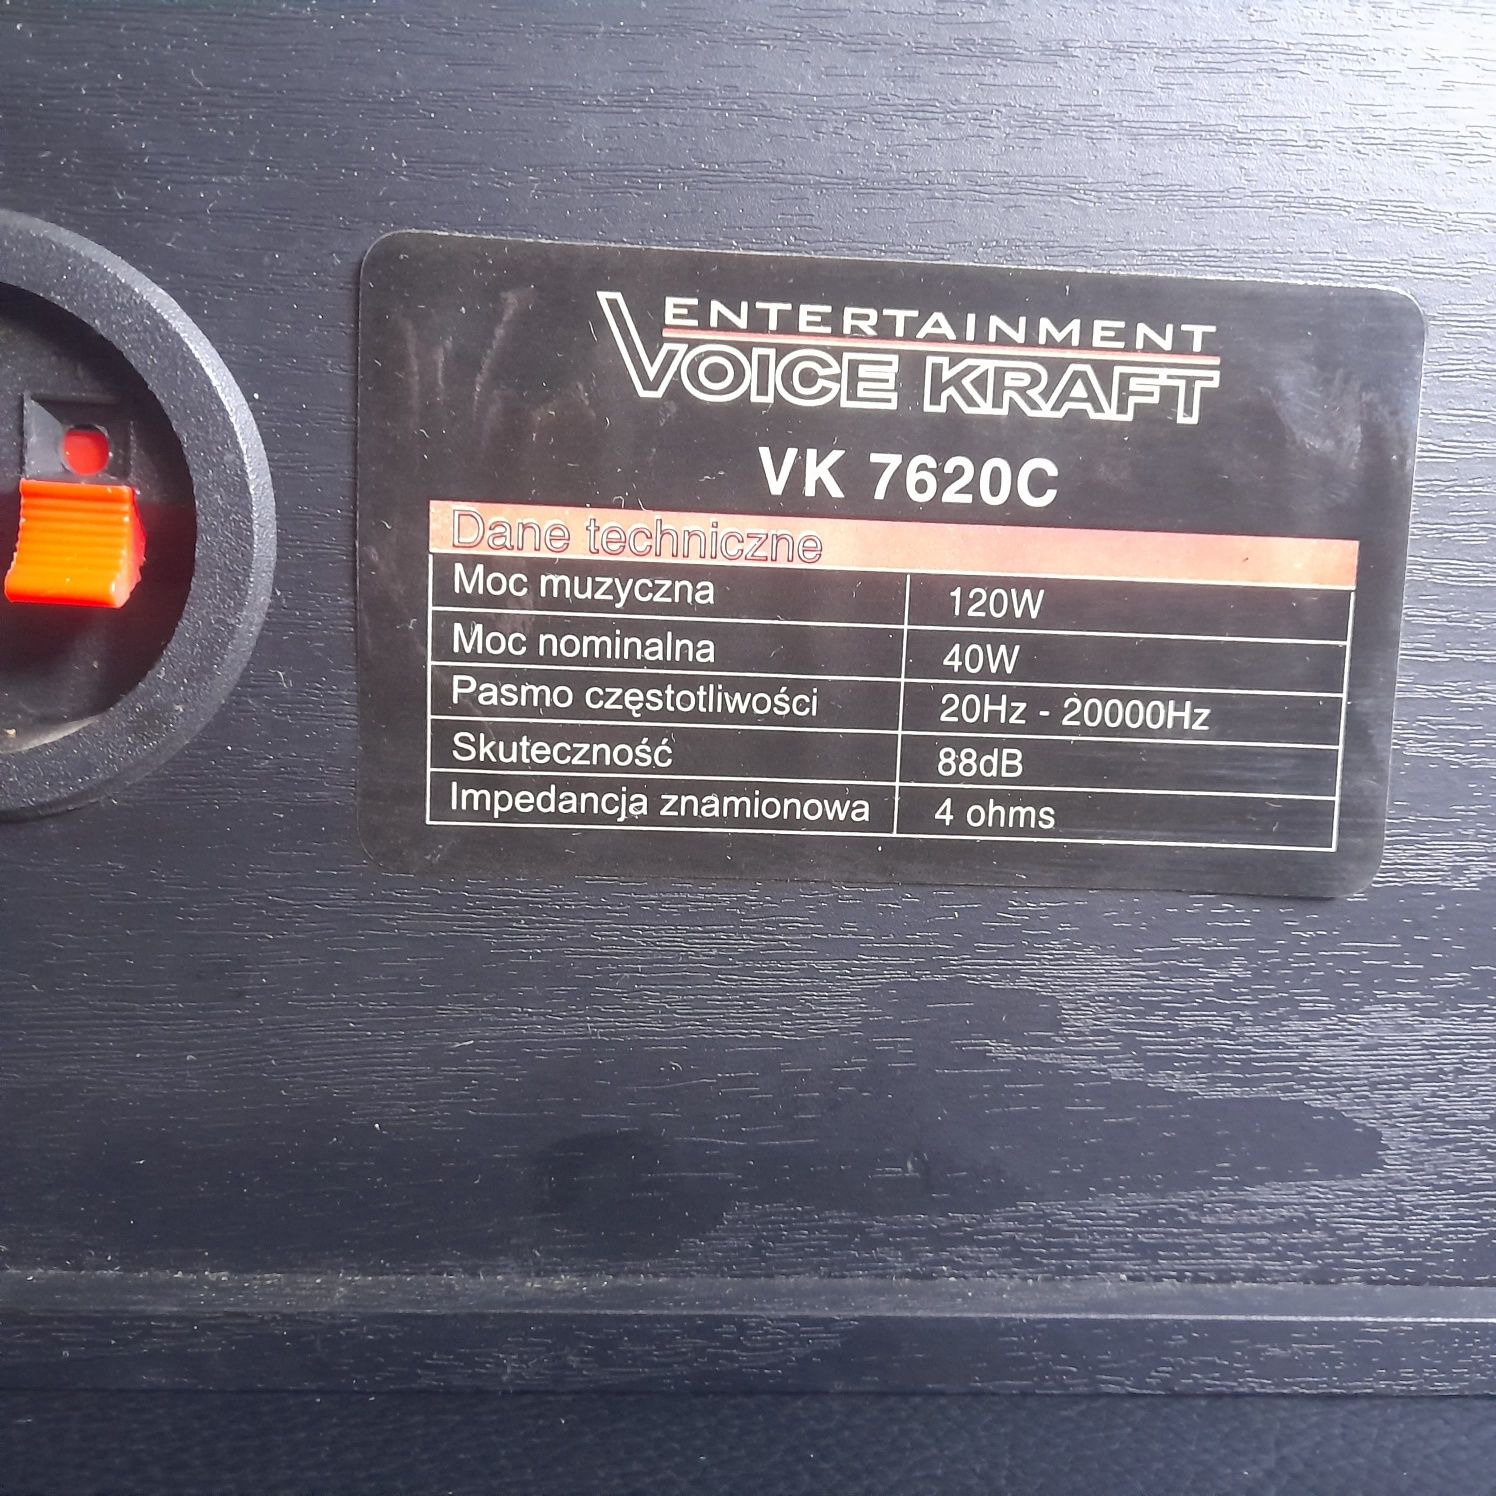 ENTERTAINMENT
VOICE KRAFT
VK 7620C
Dane techniczne
Moc muzyczna 120W
Moc nominalna 40W
Pasmo częstotliwości 20Hz - 20000Hz
Skuteczność 88dB
Impedancja znamionowa 4 ohms